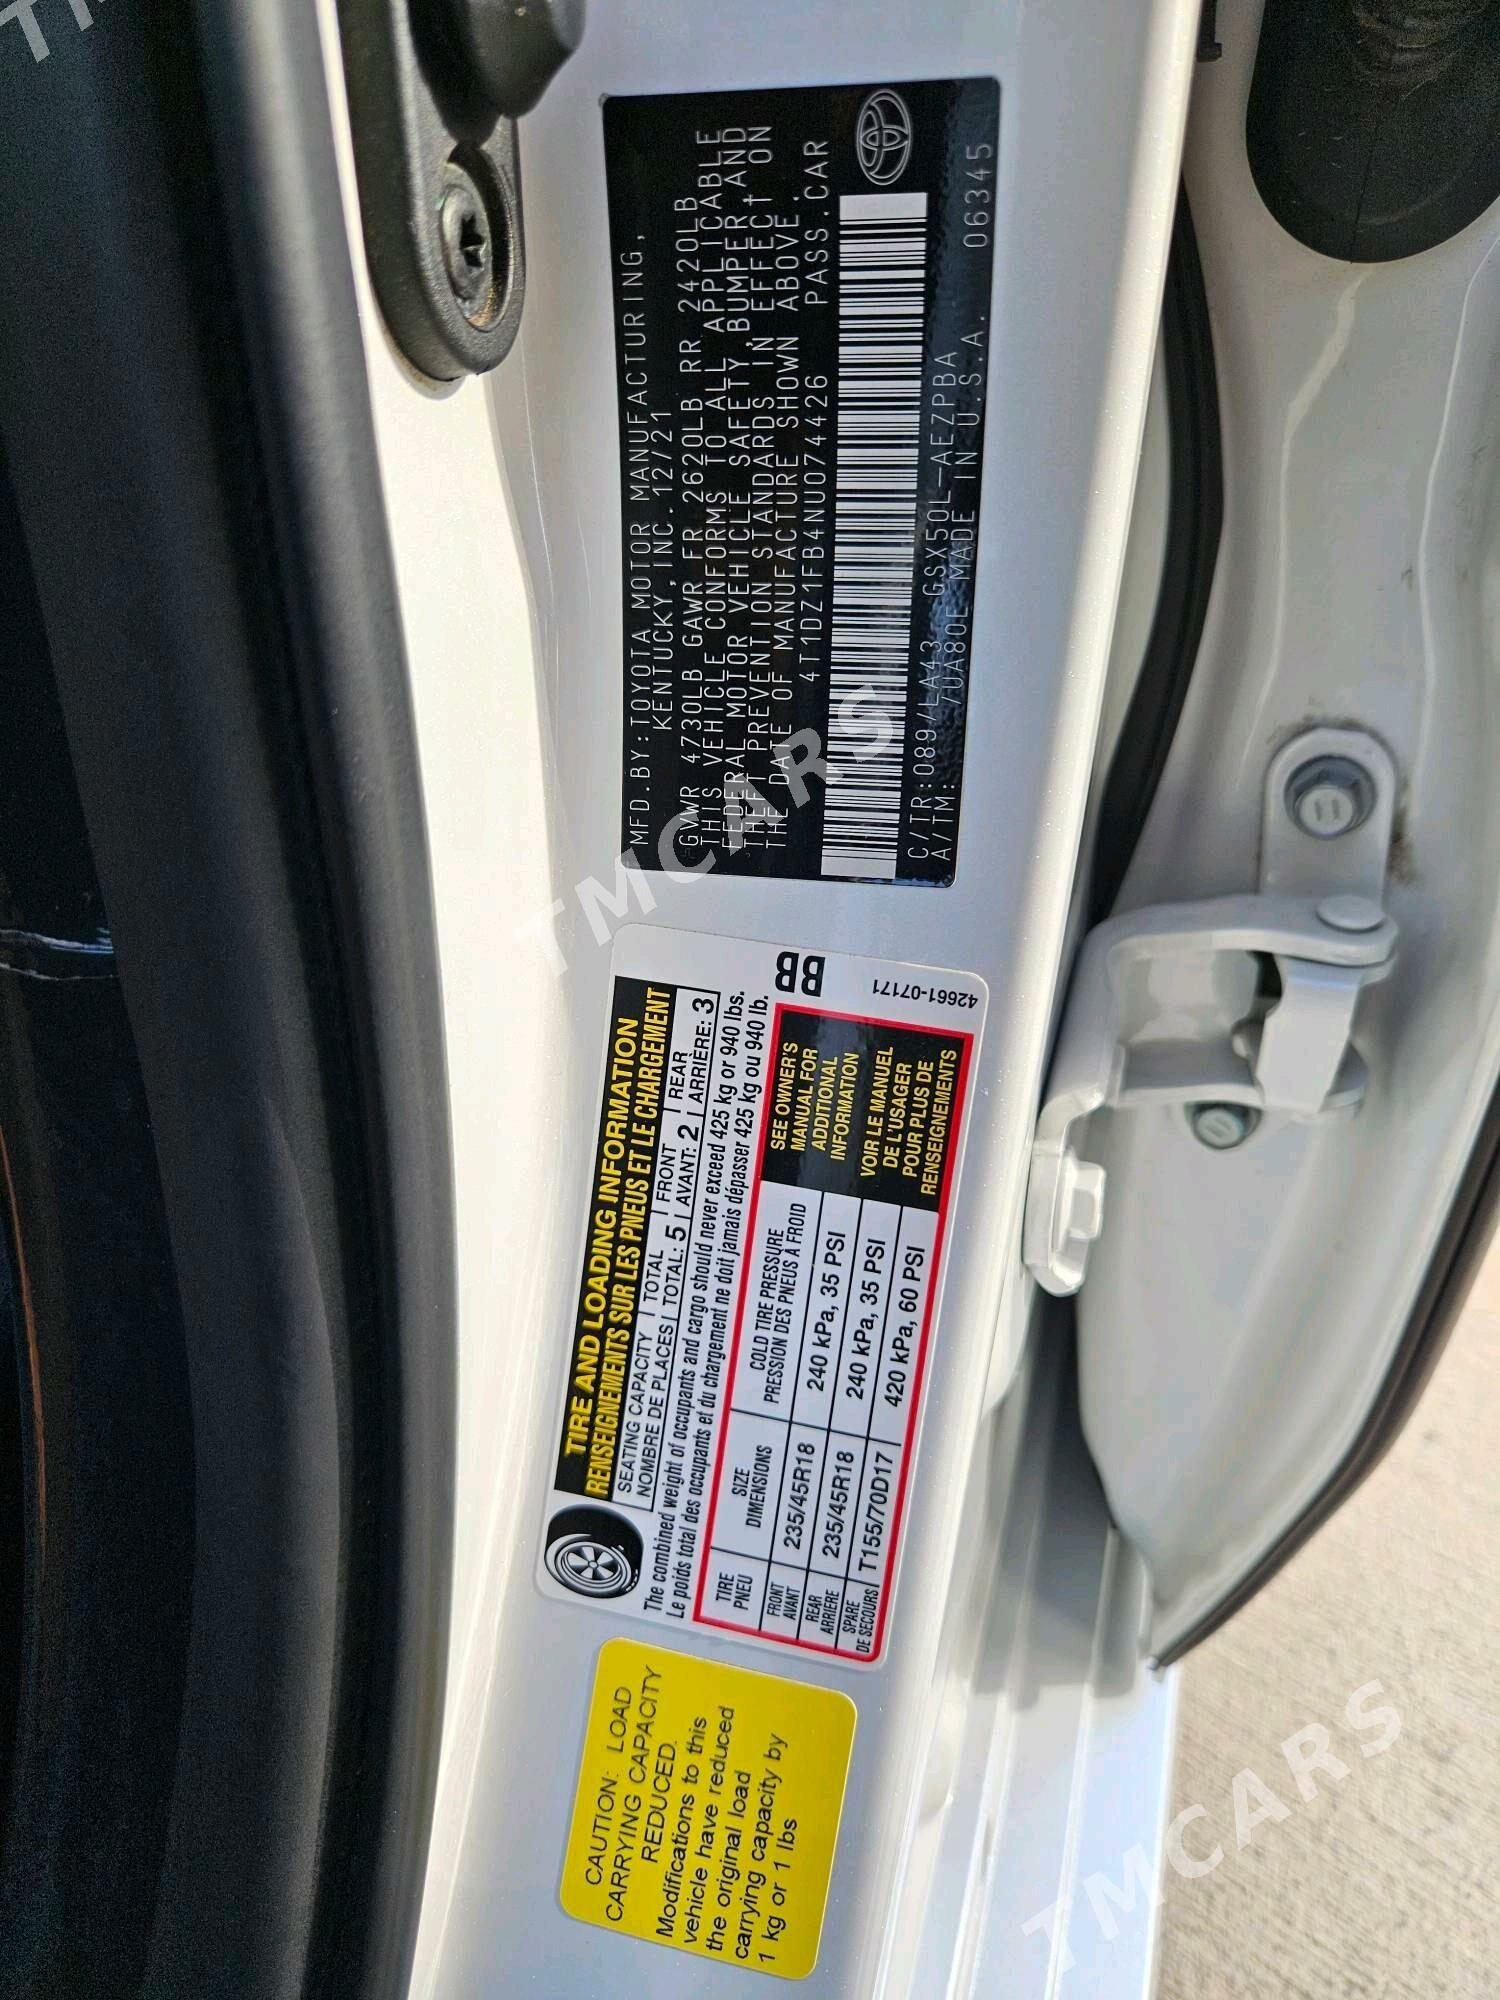 MFD.BY:TOYOTA MOTOR MANUFACTURING,
KENTUCKY,INC.12/21
GVWR 4730LB GAWR FR 2620LB RR 2420LB
THIS VEHICLE CONFORMS TO ALL APPLICABLE
FEDERAL MOTOR VEHICLE SAFETY,BUMPER,AND
THEFT PREVENTION STANDARDS IN EFFECT ON
THE DATE OF MANUFACTURE SHOWN ABOVE.
4T1DZ1FB4NU074426 PASS.CAR
C/TR:089/LA43 GSX50L-AEZPBA
A/TM: /UA80E MADE IN U.S.A. 06345
TOYOTA
TIRE AND LOADING INFORMATION
RENSEIGNEMENTS SUR LES PNEUS ET LE CHARGEMENT
SEATING CAPACITY TOTAL FRONT REAR
NOMBRE DE PLACES TOTAL: 5 AVANT: 2 ARRIÈRE: 3
The combined weight of occupants and cargo should never exceed 425 kg or 940 lbs.
Le poids total des occupants et du chargement ne doit jamais dépasser 425 kg ou 940 lb.
TIRE SIZE COLD TIRE PRESSURE
PNEU DIMENSIONS PRESSION DES PNEUS À FROID
FRONT
AVANT 235/45R18 240 kPa, 35 PSI
REAR
ARRIÈRE 235/45R18 240 kPa, 35 PSI
SPARE
DE SECOURS T155/70D17 420 kPa, 60 PSI
SEE OWNER'S
MANUAL FOR
ADDITIONAL
INFORMATION
VOIR LE MANUEL
DE L'USAGER
POUR PLUS DE
RENSEIGNEMENTS
BB
42661-07171
CAUTION: LOAD
CARRYING CAPACITY
REDUCED.
Modifications to this
vehicle have reduced
the original load
carrying capacity by
1 kg or 1 lbs
TMCARS
TMCARS